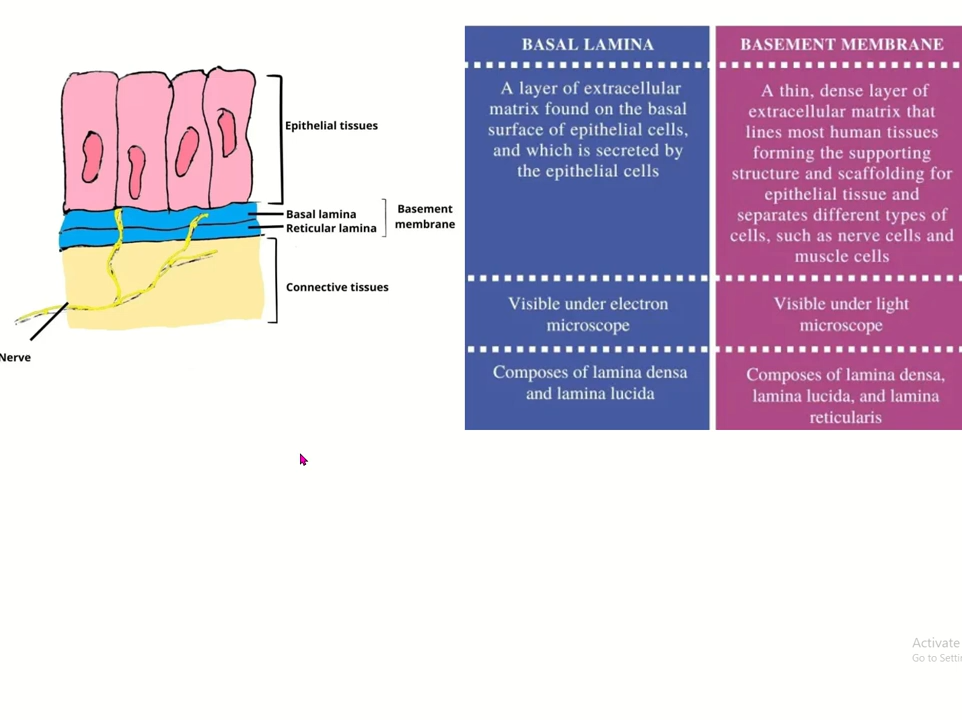 Epithelial tissues
Basal lamina
Reticular lamina
Basement
membrane
Connective tissues
Nerve
BASAL LAMINA
A layer of extracellular
matrix found on the basal
surface of epithelial cells,
and which is secreted by
the epithelial cells
Visible under electron
microscope
Composes of lamina densa
and lamina lucida
BASEMENT MEMBRANE
A thin, dense layer of
extracellular matrix that
lines most human tissues
forming the supporting
structure and scaffolding for
epithelial tissue and
separates different types of
cells, such as nerve cells and
muscle cells
Visible under light
microscope
Composes of lamina densa,
lamina lucida, and lamina
reticularis
Activate
Go to Setti